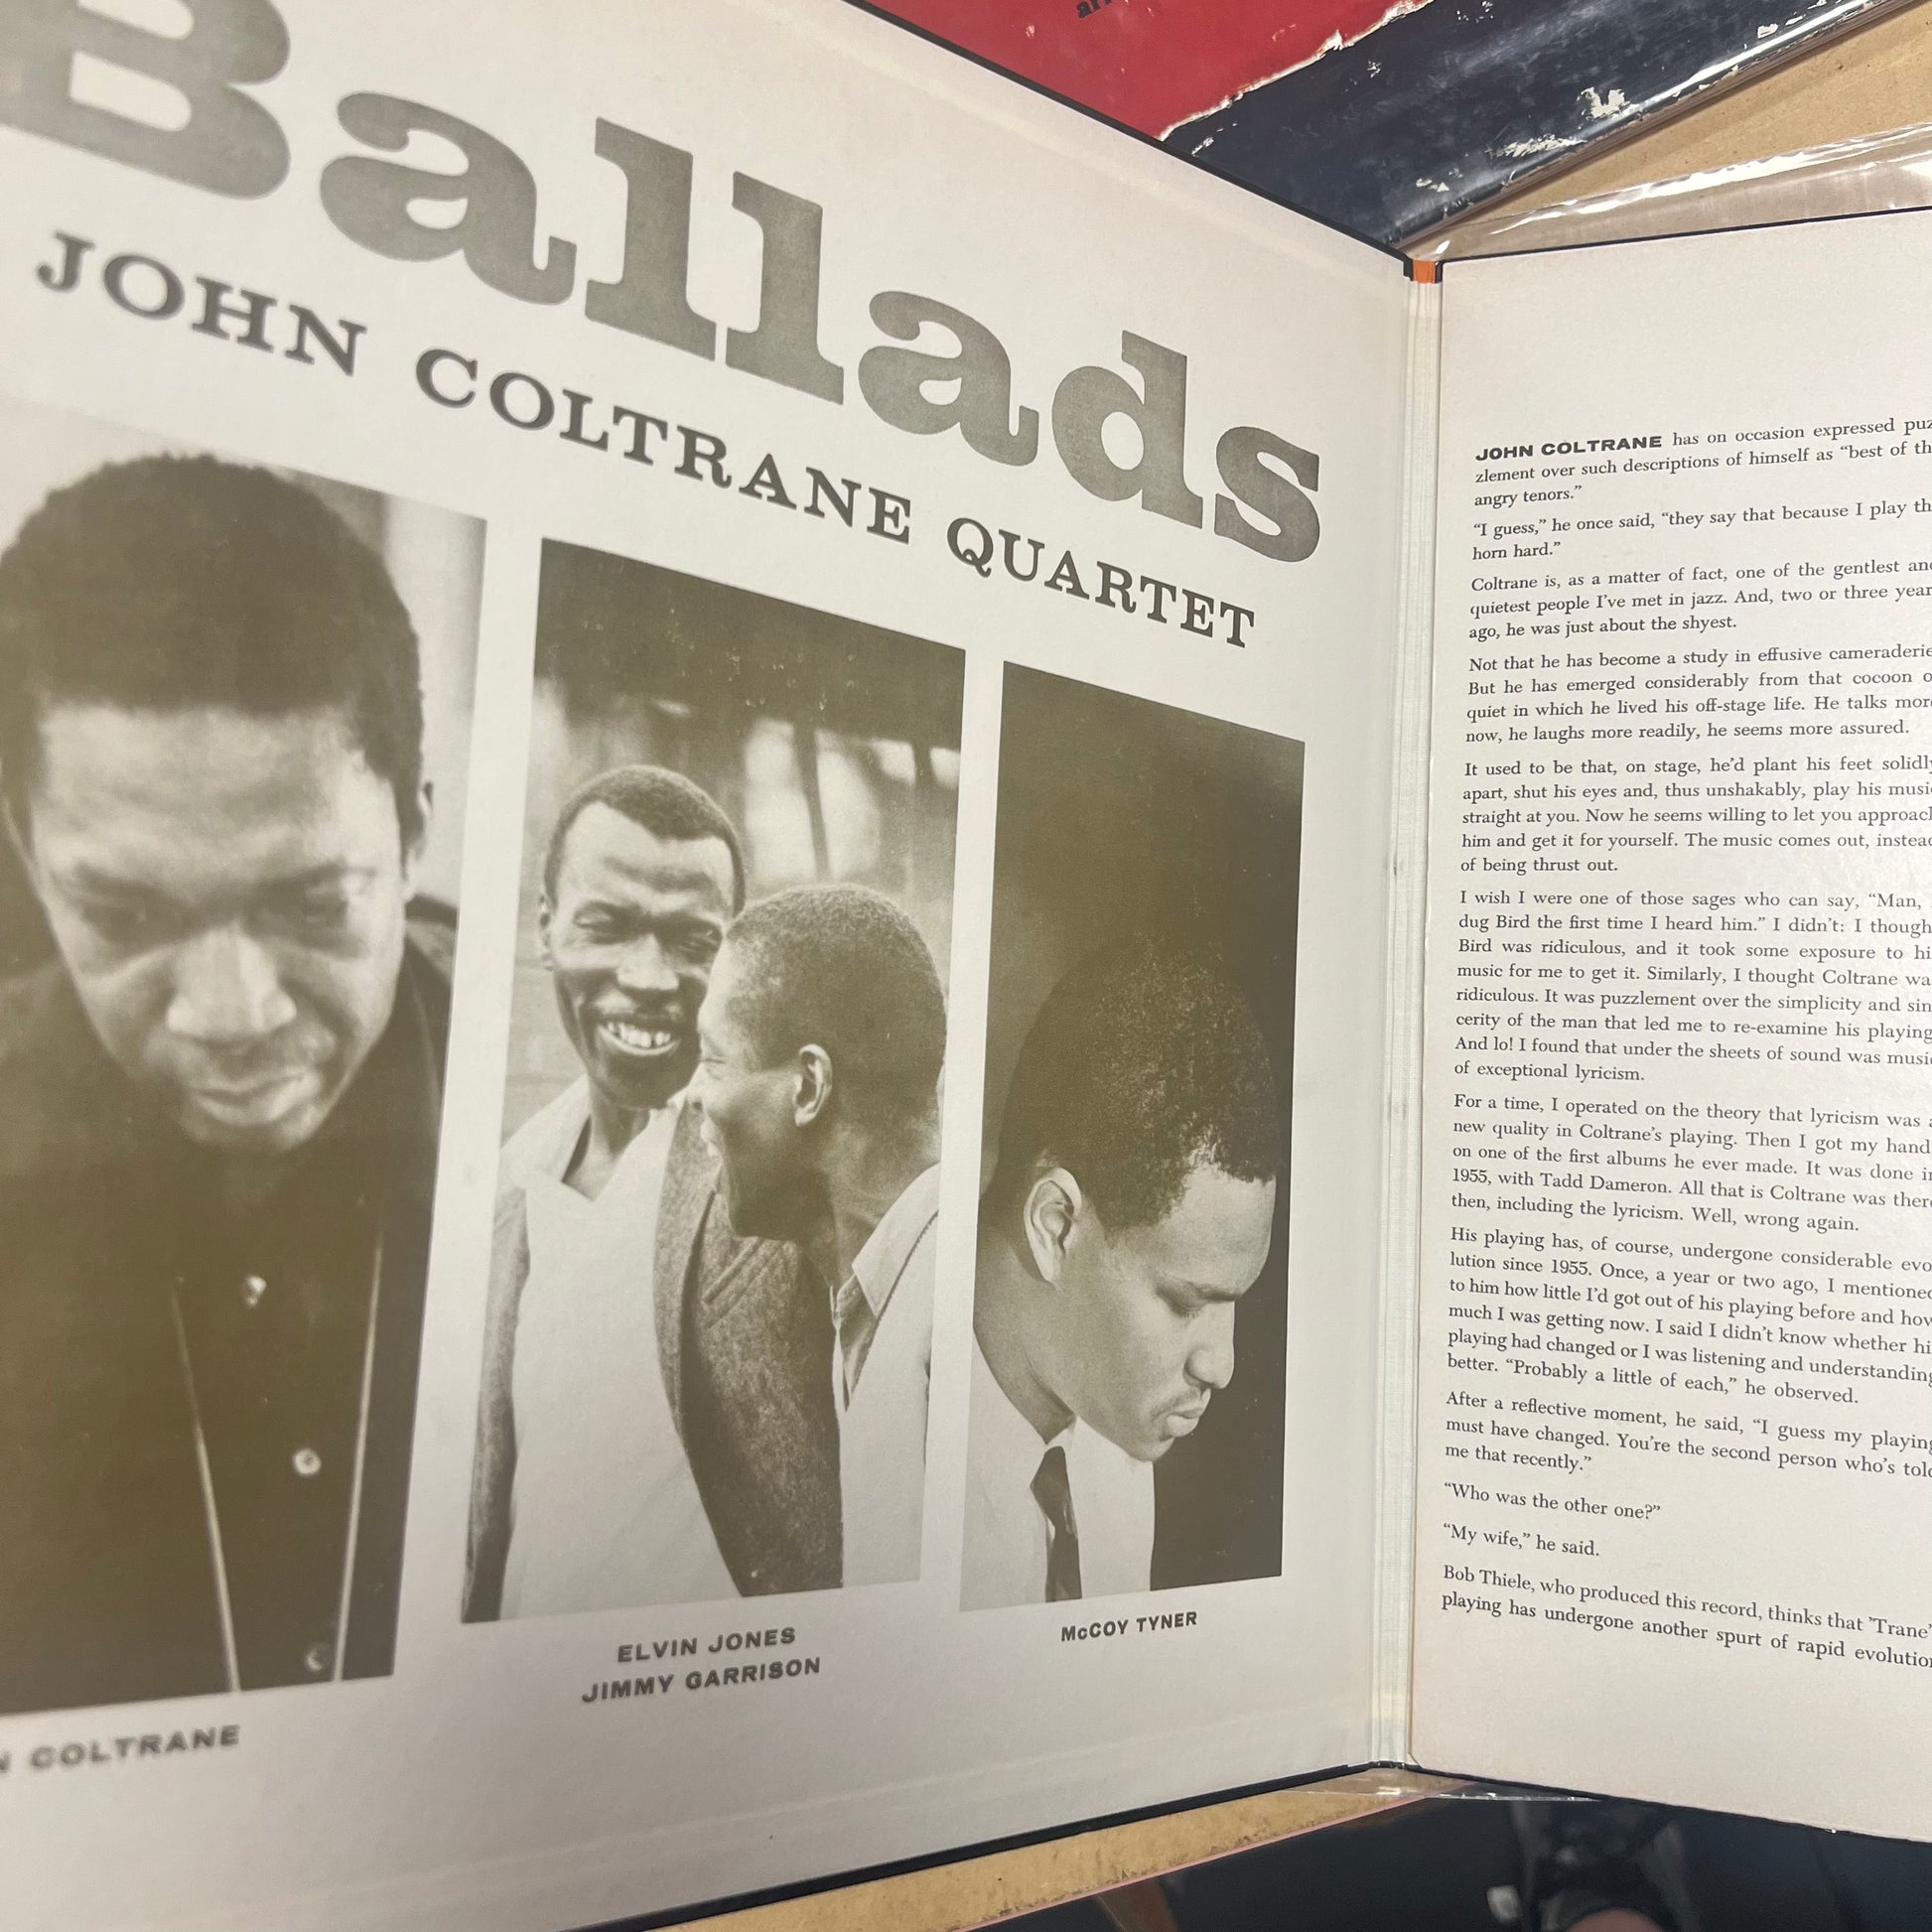 Ballads
JOHN COLTRANE QUARTET
COLTRANE
ELVIN JONES
JIMMY GARRISON
McCOY TYNER
JOHN COLTRANE has on occasion expressed puz
zlement over such descriptions of himself as “best of th
angry tenors.”
“I guess,” he once said, “they say that because I play th
horn hard.”
Coltrane is, as a matter of fact, one of the gentlest and
quietest people I’ve met in jazz. And, two or three year
ago, he was just about the shyest.
Not that he has become a study in effusive cameraderie
But he has emerged considerably from that cocoon o
quiet in which he lived his off-stage life. He talks more
now, he laughs more readily, he seems more assured.
It used to be that, on stage, he’d plant his feet solidly
apart, shut his eyes and, thus unshakably, play his music
straight at you. Now he seems willing to let you approach
him and get it for yourself. The music comes out, instead
of being thrust out.
I wish I were one of those sages who can say, “Man,
dug Bird the first time I heard him.” I didn’t: I though
Bird was ridiculous, and it took some exposure to hi
music for me to get it. Similarly, I thought Coltrane wa
ridiculous. It was puzzlement over the simplicity and sin
cerity of the man that led me to re-examine his playing
And lo! I found that under the sheets of sound was music
of exceptional lyricism.
For a time, I operated on the theory that lyricism was a
new quality in Coltrane’s playing. Then I got my hand
on one of the first albums he ever made. It was done in
1955, with Tadd Dameron. All that is Coltrane was there
then, including the lyricism. Well, wrong again.
His playing has, of course, undergone considerable evo
lution since 1955. Once, a year or two ago, I mentioned
to him how little I’d got out of his playing before and how
much I was getting now. I said I didn’t know whether hi
playing had changed or I was listening and understanding
better. “Probably a little of each,” he observed.
After a reflective moment, he said, “I guess my playing
must have changed. You’re the second person who’s told
me that recently.”
“Who was the other one?”
“My wife,” he said.
Bob Thiele, who produced this record, thinks that ’Trane’
playing has undergone another spurt of rapid evolution